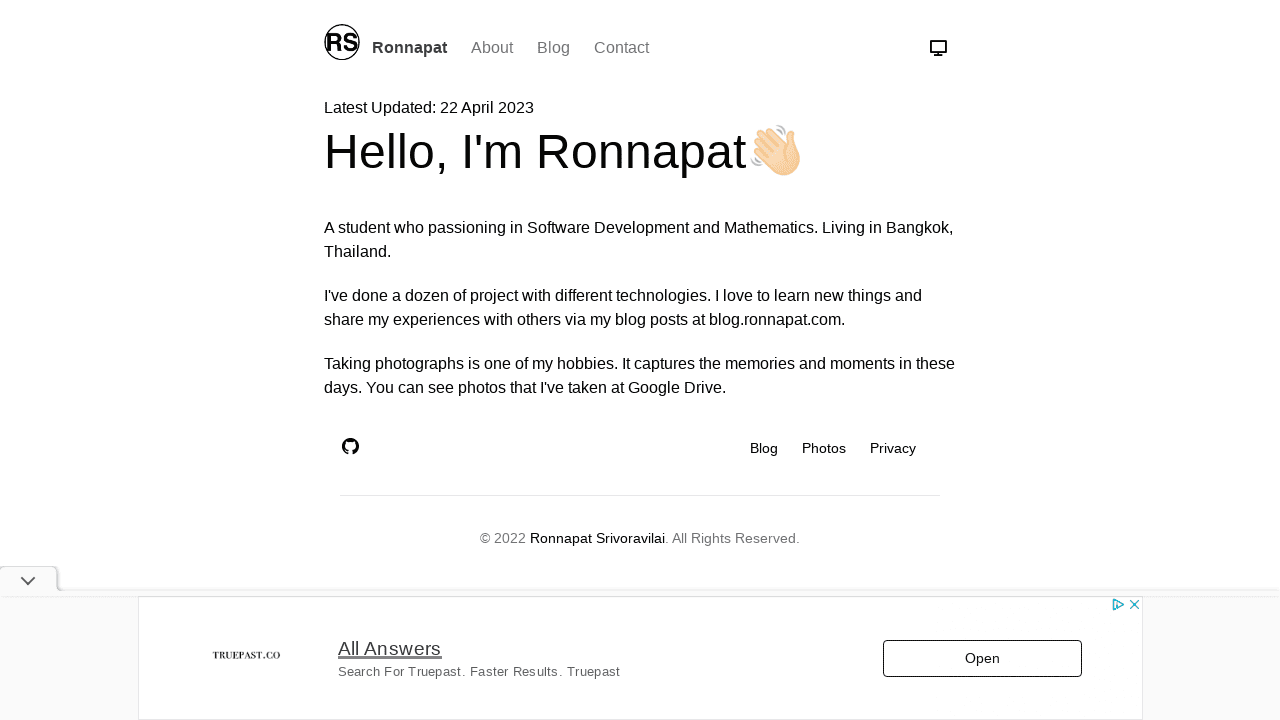 RS
Ronnapat About Blog Contact
Latest Updated: 22 April 2023
Hello, I'm Ronnapat👋🏻
A student who passioning in Software Development and Mathematics. Living in Bangkok,
Thailand.
I've done a dozen of project with different technologies. I love to learn new things and
share my experiences with others via my blog posts at blog.ronnapat.com.
Taking photographs is one of my hobbies. It captures the memories and moments in these
days. You can see photos that I've taken at Google Drive.
Blog Photos Privacy
© 2022 Ronnapat Srivoravilai. All Rights Reserved.
TRUEPAST.CO
All Answers
Search For Truepast. Faster Results. Truepast
Open